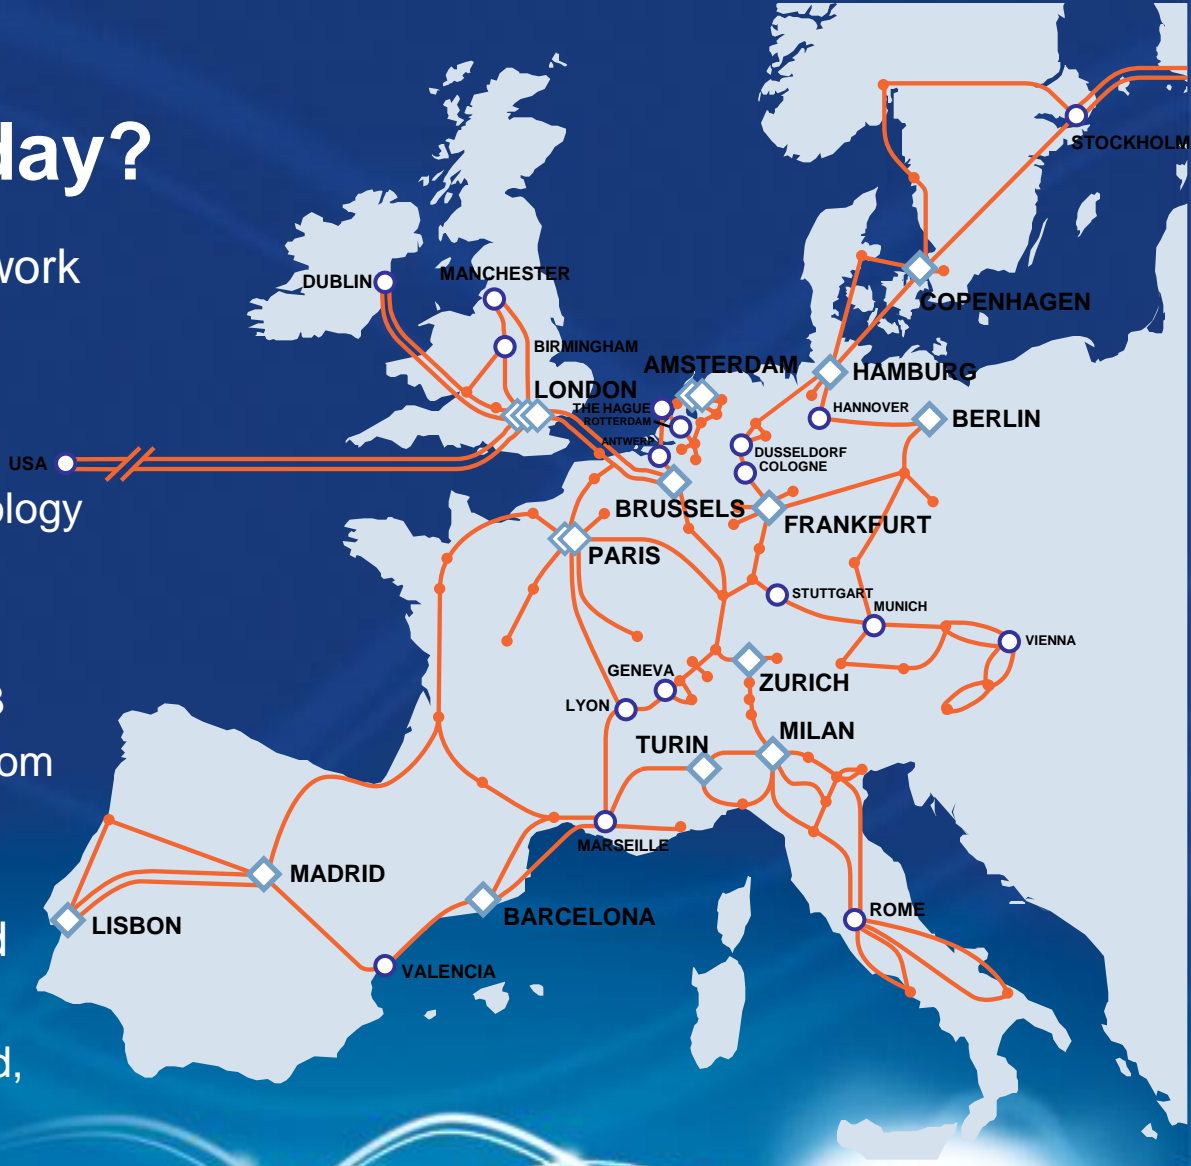 day?
work
ology
3
om
d
d,
STOCKHOLM
DUBLIN
MANCHESTER
COPENHAGEN
BIRMINGHAM
AMSTERDAM
HAMBURG
LONDON
THE HAGUE
HANNOVER
ROTTERDAM
BERLIN
ANTWERP
DUSSELDORF
USA
COLOGNE
BRUSSELS
FRANKFURT
PARIS
STUTTGART
MUNICH
VIENNA
GENEVA
ZURICH
LYON
MILAN
TURIN
MARSEILLE
MADRID
ROME
BARCELONA
LISBON
VALENCIA